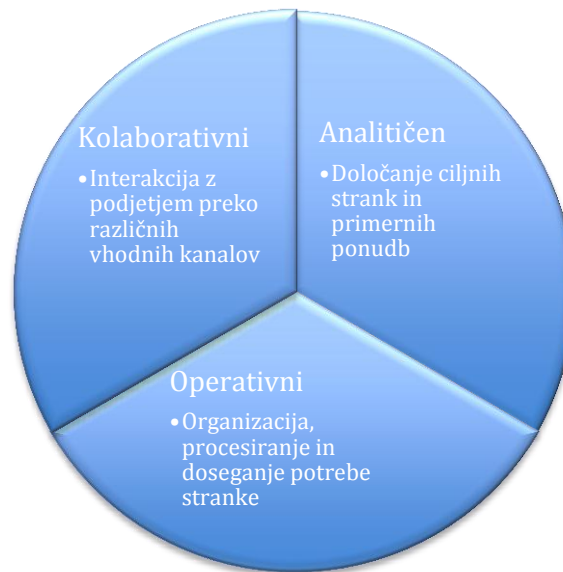 Kolaborativni
•Interakcija z
podjetjem preko
različnih
vhodnih kanalov
Analitičen
•Določanje ciljnih
strank in
primernih
ponudb
Operativni
•Organizacija,
procesiranje in
doseganje potrebe
stranke